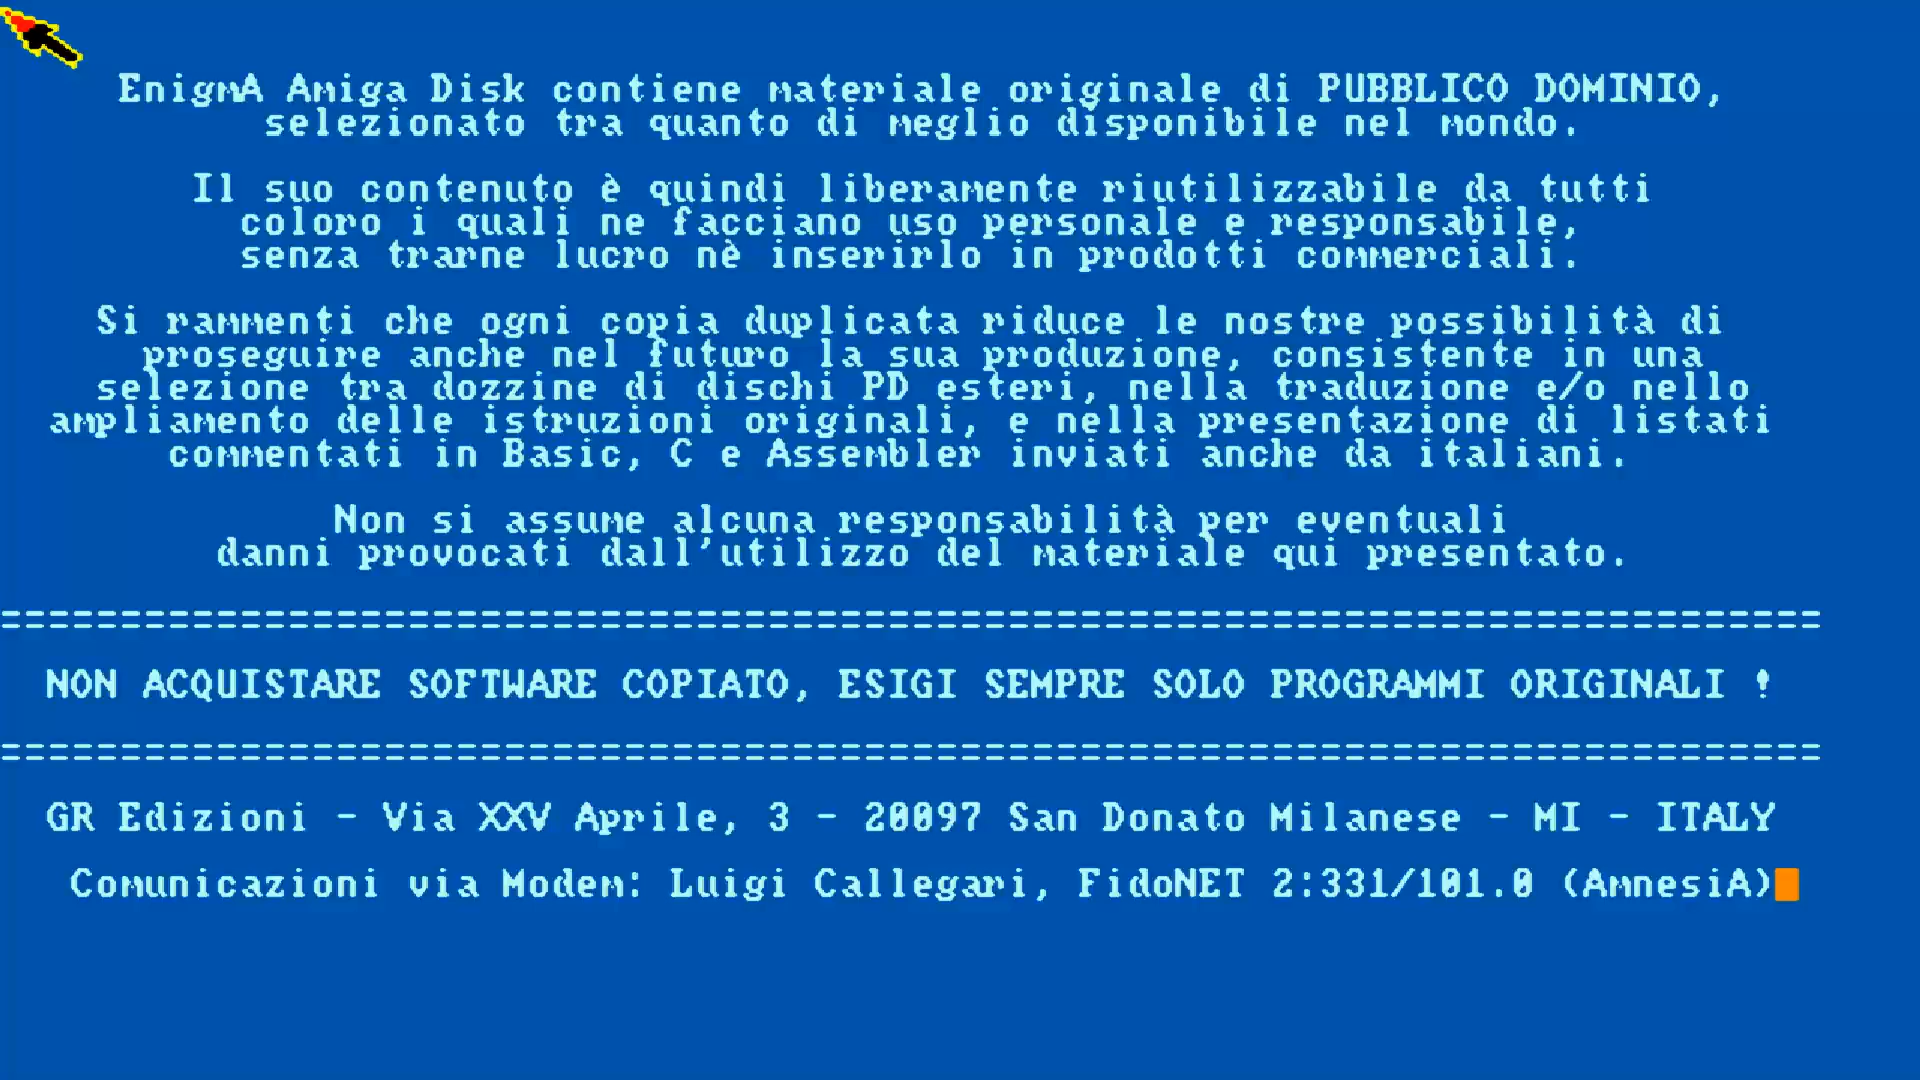 EnigmA Amiga Disk contiene materiale originale di PUBBLICO DOMINIO,
selezionato tra quanto di meglio disponibile nel mondo.
Il suo contenuto è quindi liberamente riutilizzabile da tutti
coloro i quali ne facciano uso personale e responsabile,
senza trarne lucro nè inserirlo in prodotti commerciali.
Si rammenti che ogni copia duplicata riduce le nostre possibilità di
proseguire anche nel futuro la sua produzione, consistente in una
selezione tra dozzine di dischi PD esteri, nella traduzione e/o nello
ampliamento delle istruzioni originali, e nella presentazione di listati
commentati in Basic, C e Assembler inviati anche da italiani.
Non si assume alcuna responsabilità per eventuali
danni provocati dall'utilizzo del materiale qui presentato.
============================================================================
NON ACQUISTARE SOFTWARE COPIATO, ESIGI SEMPRE SOLO PROGRAMMI ORIGINALI !
============================================================================
GR Edizioni - Via XXV Aprile, 3 - 20097 San Donato Milanese - MI - ITALY
Comunicazioni via Modem: Luigi Callegari, FidoNET 2:331/101.0 (AmnesiA)